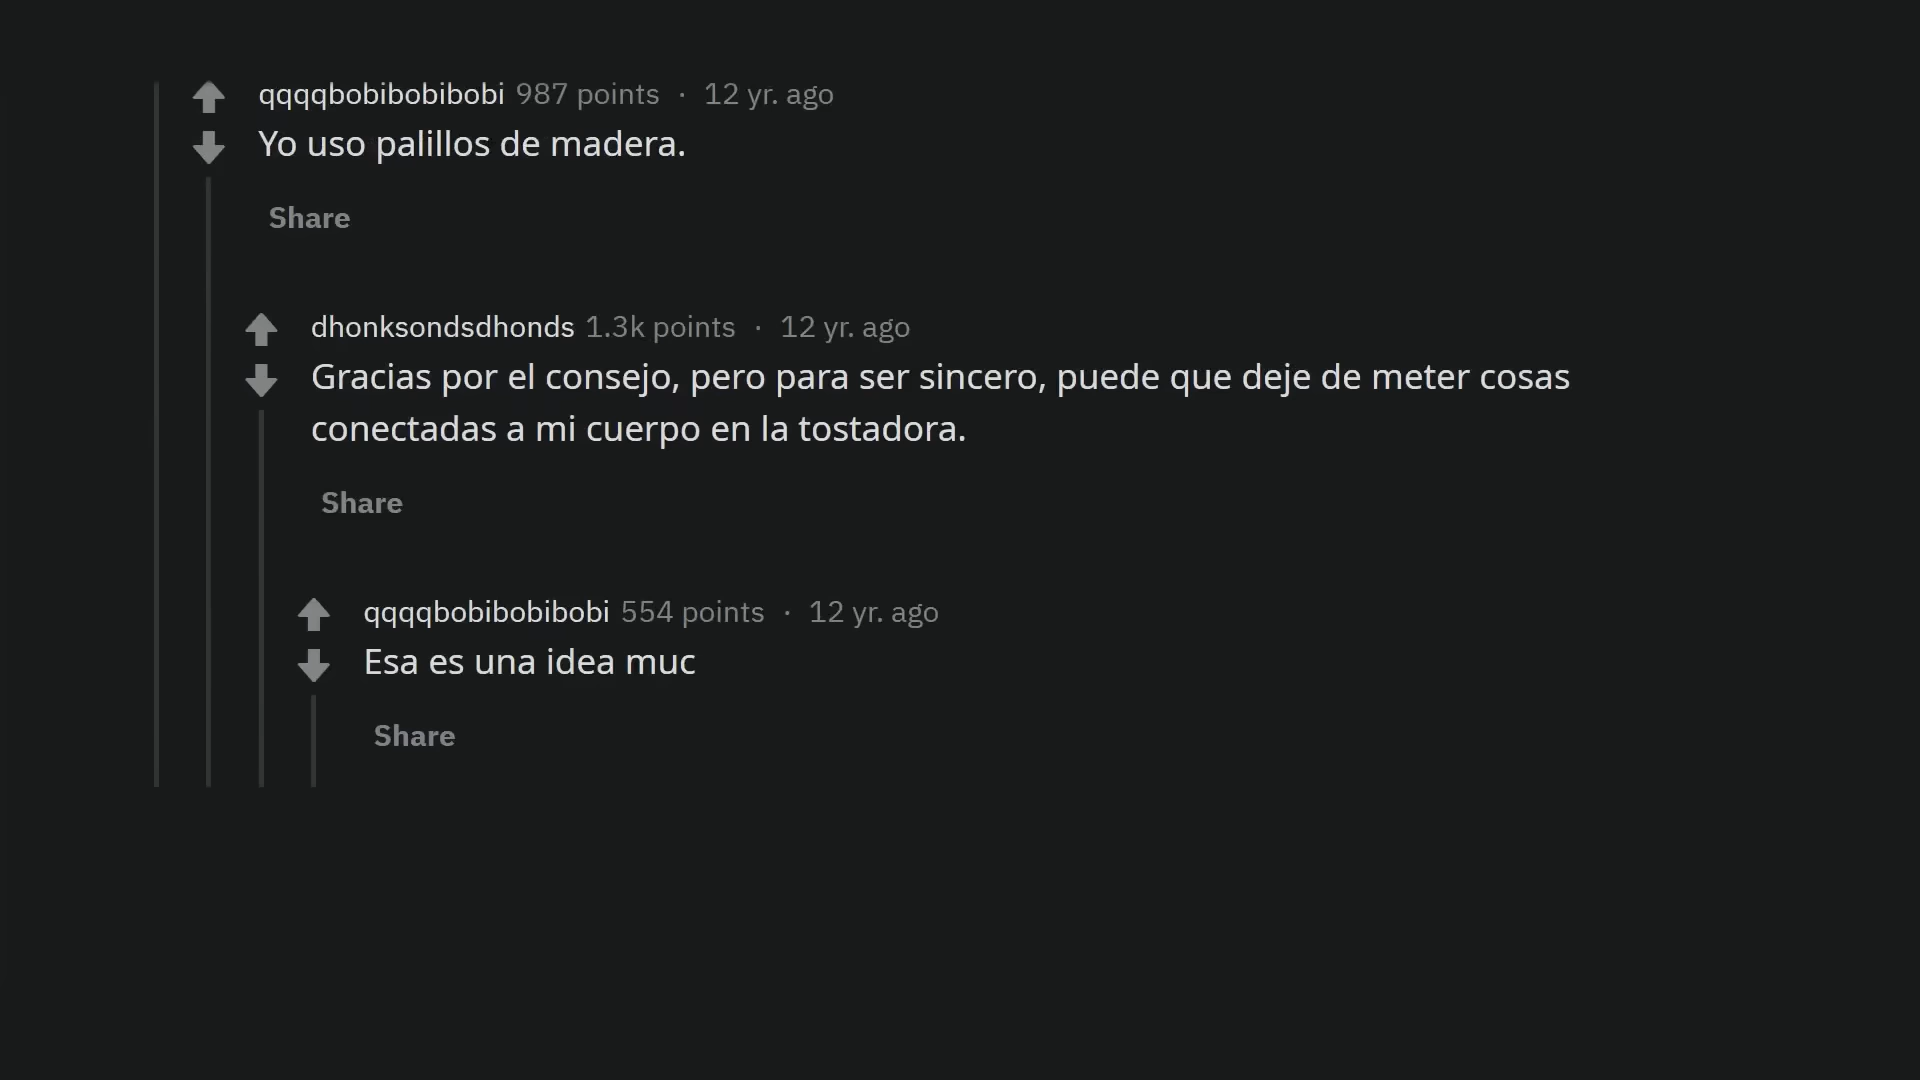 qqqqbobibobibobi 987 points · 12 yr. ago
Yo uso palillos de madera.
Share
dhonksondsdhonds 1.3k points · 12 yr. ago
Gracias por el consejo, pero para ser sincero, puede que deje de meter cosas
conectadas a mi cuerpo en la tostadora.
Share
qqqqbobibobibobi 554 points · 12 yr. ago
Esa es una idea muc
Share